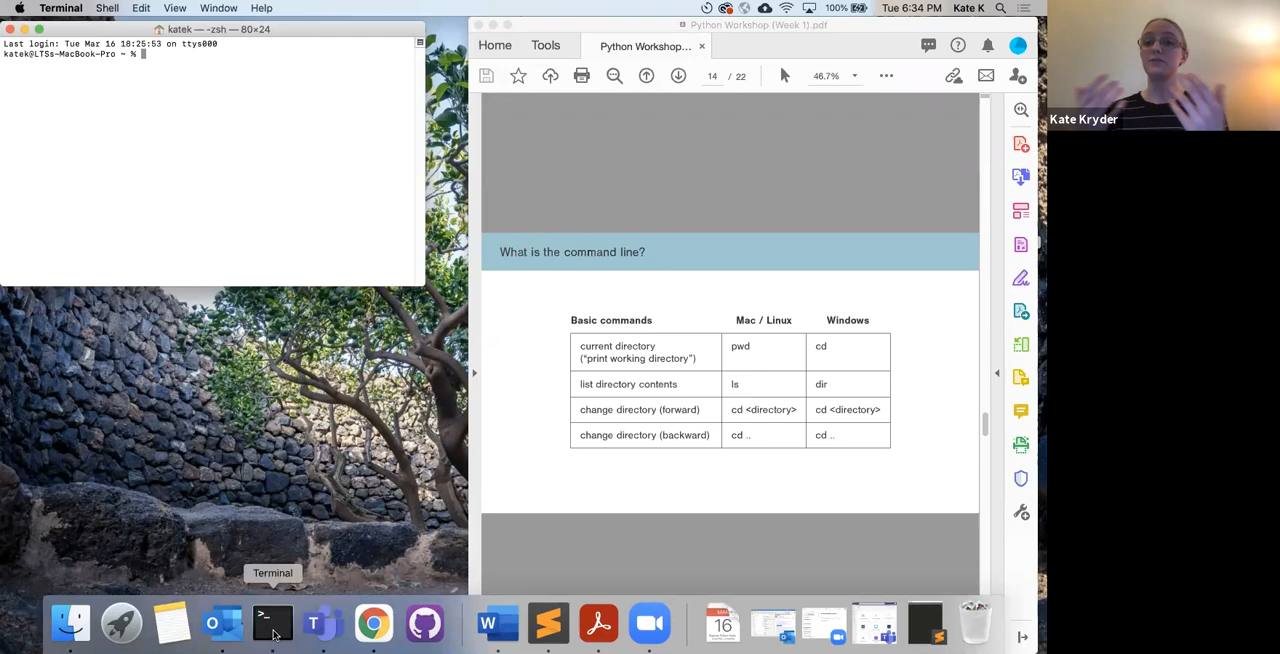 Terminal Shell Edit View Window Help
100%
Tue 6:34 PM Kate K
katek — -zsh — 80×24
Last login: Tue Mar 16 18:25:53 on ttys000
katek@LTSs-MacBook-Pro ~ %
Python Workshop (Week 1).pdf
Home Tools Python Workshop... ×
14 / 22 46.7%
What is the command line?
Basic commands Mac / Linux Windows
current directory pwd cd
("print working directory")
list directory contents ls dir
change directory (forward) cd <directory> cd <directory>
change directory (backward) cd .. cd ..
Kate Kryder
Terminal
>_
O
T
W
16